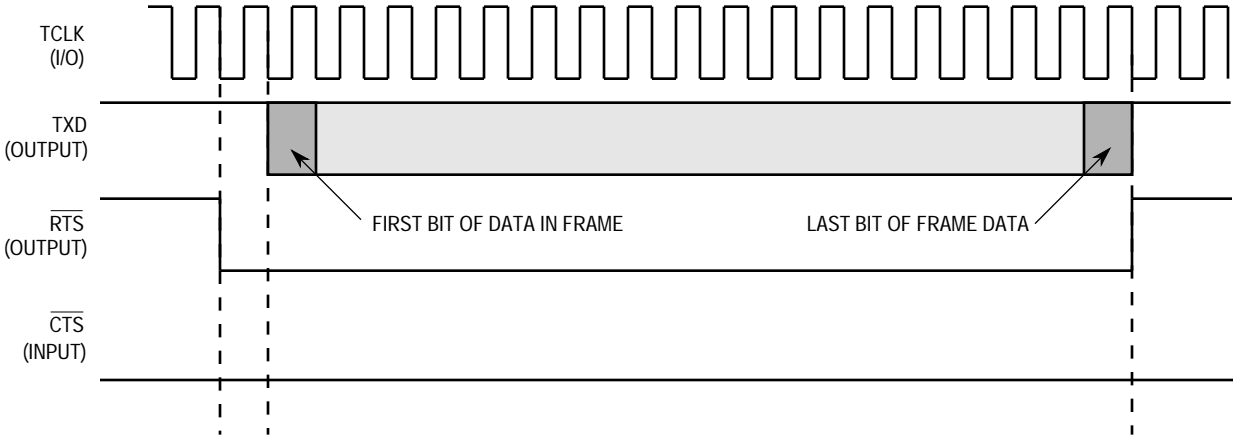 TCLK
(I/O)
TXD
(OUTPUT)
RTS
(OUTPUT)
FIRST BIT OF DATA IN FRAME
LAST BIT OF FRAME DATA
CTS
(INPUT)